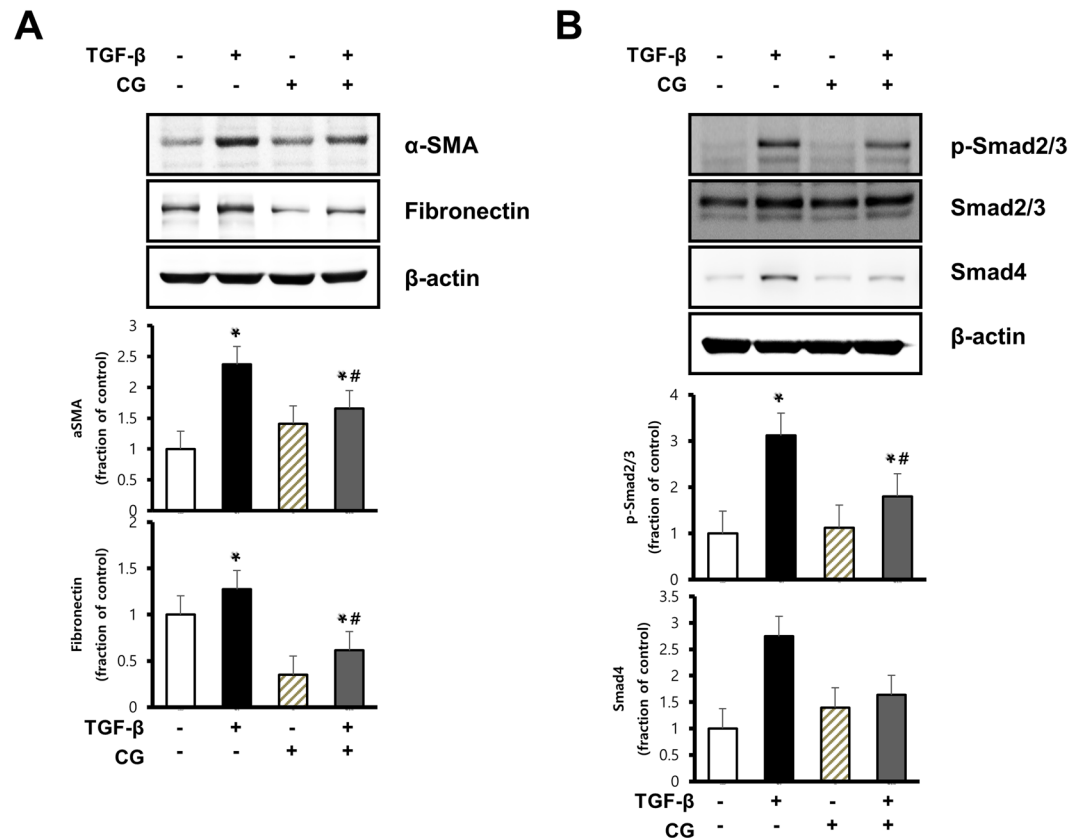 A
TGF-β - + - +
CG - - + +
α-SMA
Fibronectin
β-actin
aSMA
(fraction of control)
3
2.5
2
1.5
1
0.5
0
*
*#
Fibronectin
(fraction of control)
2
1.5
1
0.5
0
*
*#
TGF-β - + - +
CG - - + +
B
TGF-β - + - +
CG - - + +
p-Smad2/3
Smad2/3
Smad4
β-actin
p-Smad2/3
(fraction of control)
4
3
2
1
0
*
*#
Smad4
(fraction of control)
3.5
3
2.5
2
1.5
1
0.5
0
TGF-β - + - +
CG - - + +